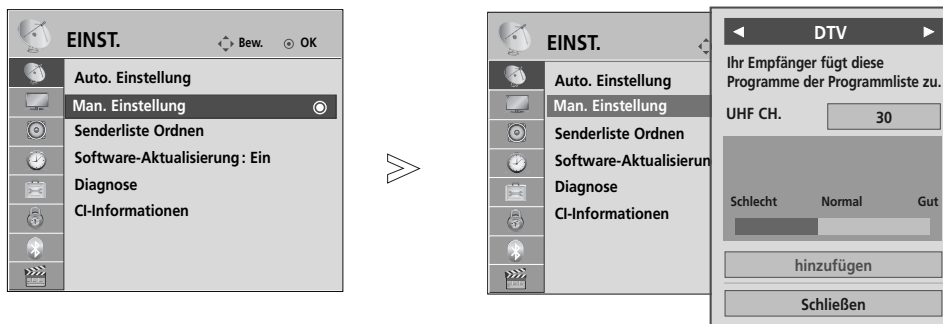 EINST.
Bew.
OK
Auto. Einstellung
Man. Einstellung
Senderliste Ordnen
Software-Aktualisierung : Ein
Diagnose
CI-Informationen
EINST.
Auto. Einstellung
Man. Einstellung
Senderliste Ordnen
Software-Aktualisierun
Diagnose
CI-Informationen
DTV
Ihr Empfänger fügt diese
Programme der Programmliste zu.
UHF CH. 30
Schlecht Normal Gut
hinzufügen
Schließen